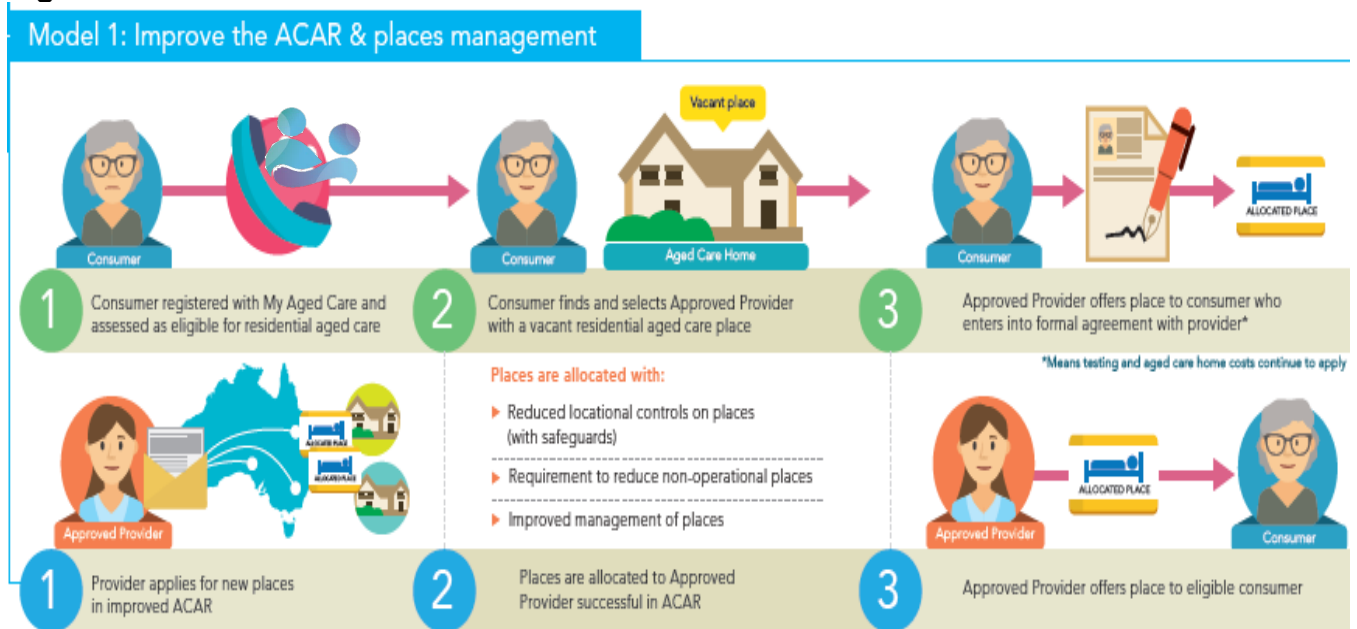 Model 1: Improve the ACAR & places management
Vacant place
Consumer
Consumer
Aged Care Home
Consumer
ALLOCATED PLACE
1
Consumer registered with My Aged Care and
assessed as eligible for residential aged care
2
Consumer finds and selects Approved Provider
with a vacant residential aged care place
3
Approved Provider offers place to consumer who
enters into formal agreement with provider*
*Means testing and aged care home costs continue to apply
Approved Provider
ALLOCATED PLACE
ALLOCATED PLACE
Places are allocated with:
Reduced locational controls on places
(with safeguards)
Requirement to reduce non-operational places
Improved management of places
Approved Provider
ALLOCATED PLACE
Consumer
1
Provider applies for new places
in improved ACAR
2
Places are allocated to Approved
Provider successful in ACAR
3
Approved Provider offers place to eligible consumer